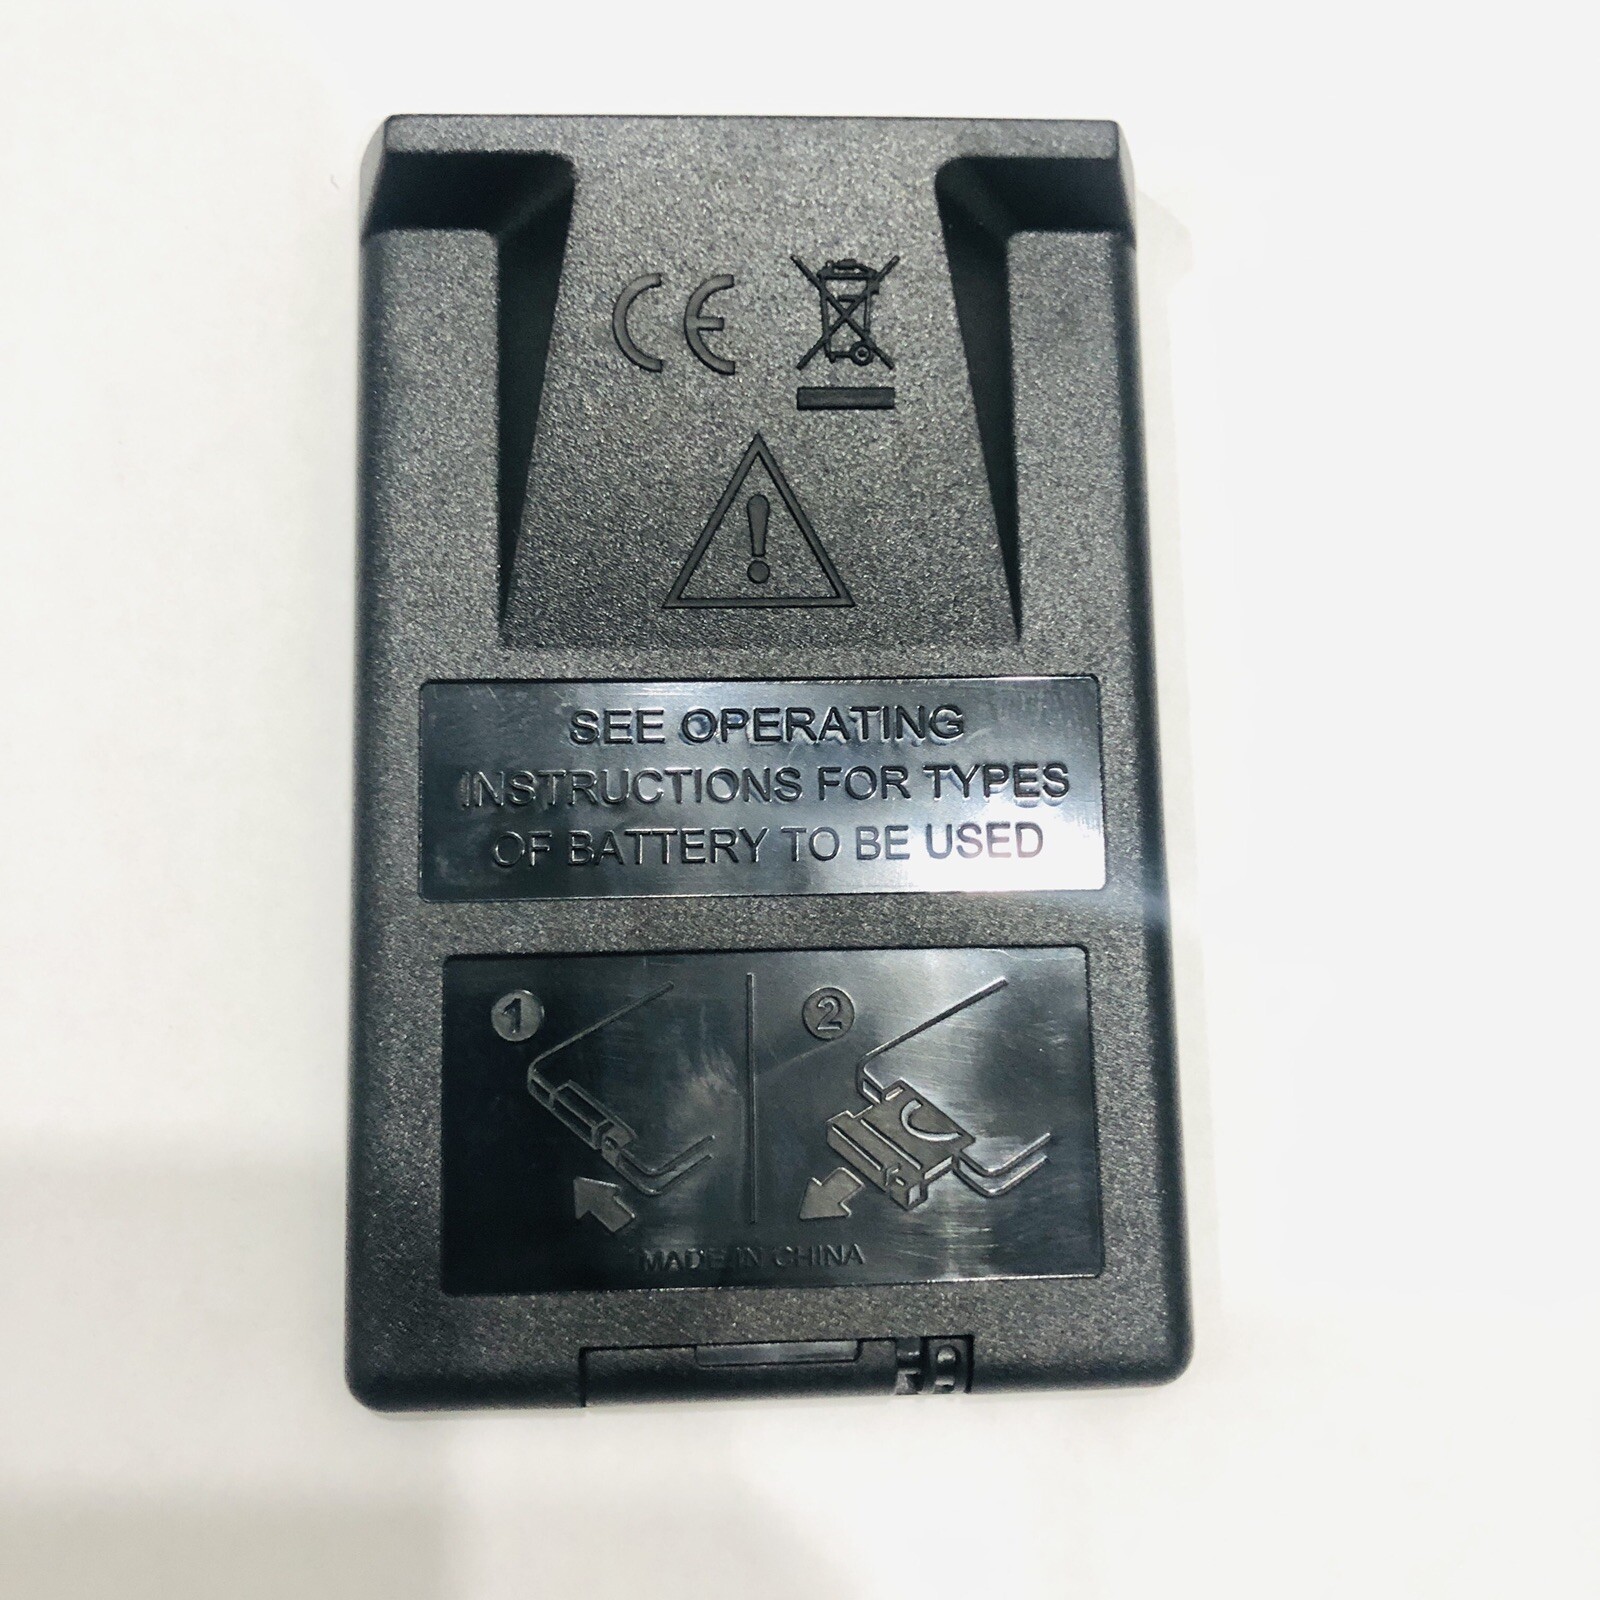 CE
SEE OPERATING
INSTRUCTIONS FOR TYPES
OF BATTERY TO BE USED
1 2
MADE IN CHINA